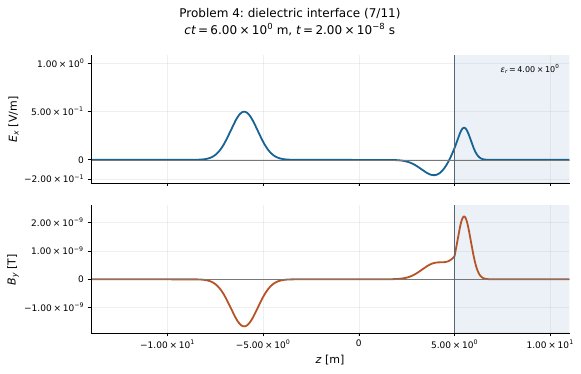 Problem 4: dielectric interface (7/11)
ct = 6.00 × 10⁰ m, t = 2.00 × 10⁻⁸ s
1.00 × 10⁰
5.00 × 10⁻¹
0
−2.00 × 10⁻¹
Eₓ [V/m]
εᵣ = 4.00 × 10⁰
2.00 × 10⁻⁹
1.00 × 10⁻⁹
0
−1.00 × 10⁻⁹
B_y [T]
−1.00 × 10¹
−5.00 × 10⁰
0
5.00 × 10⁰
1.00 × 10¹
z [m]